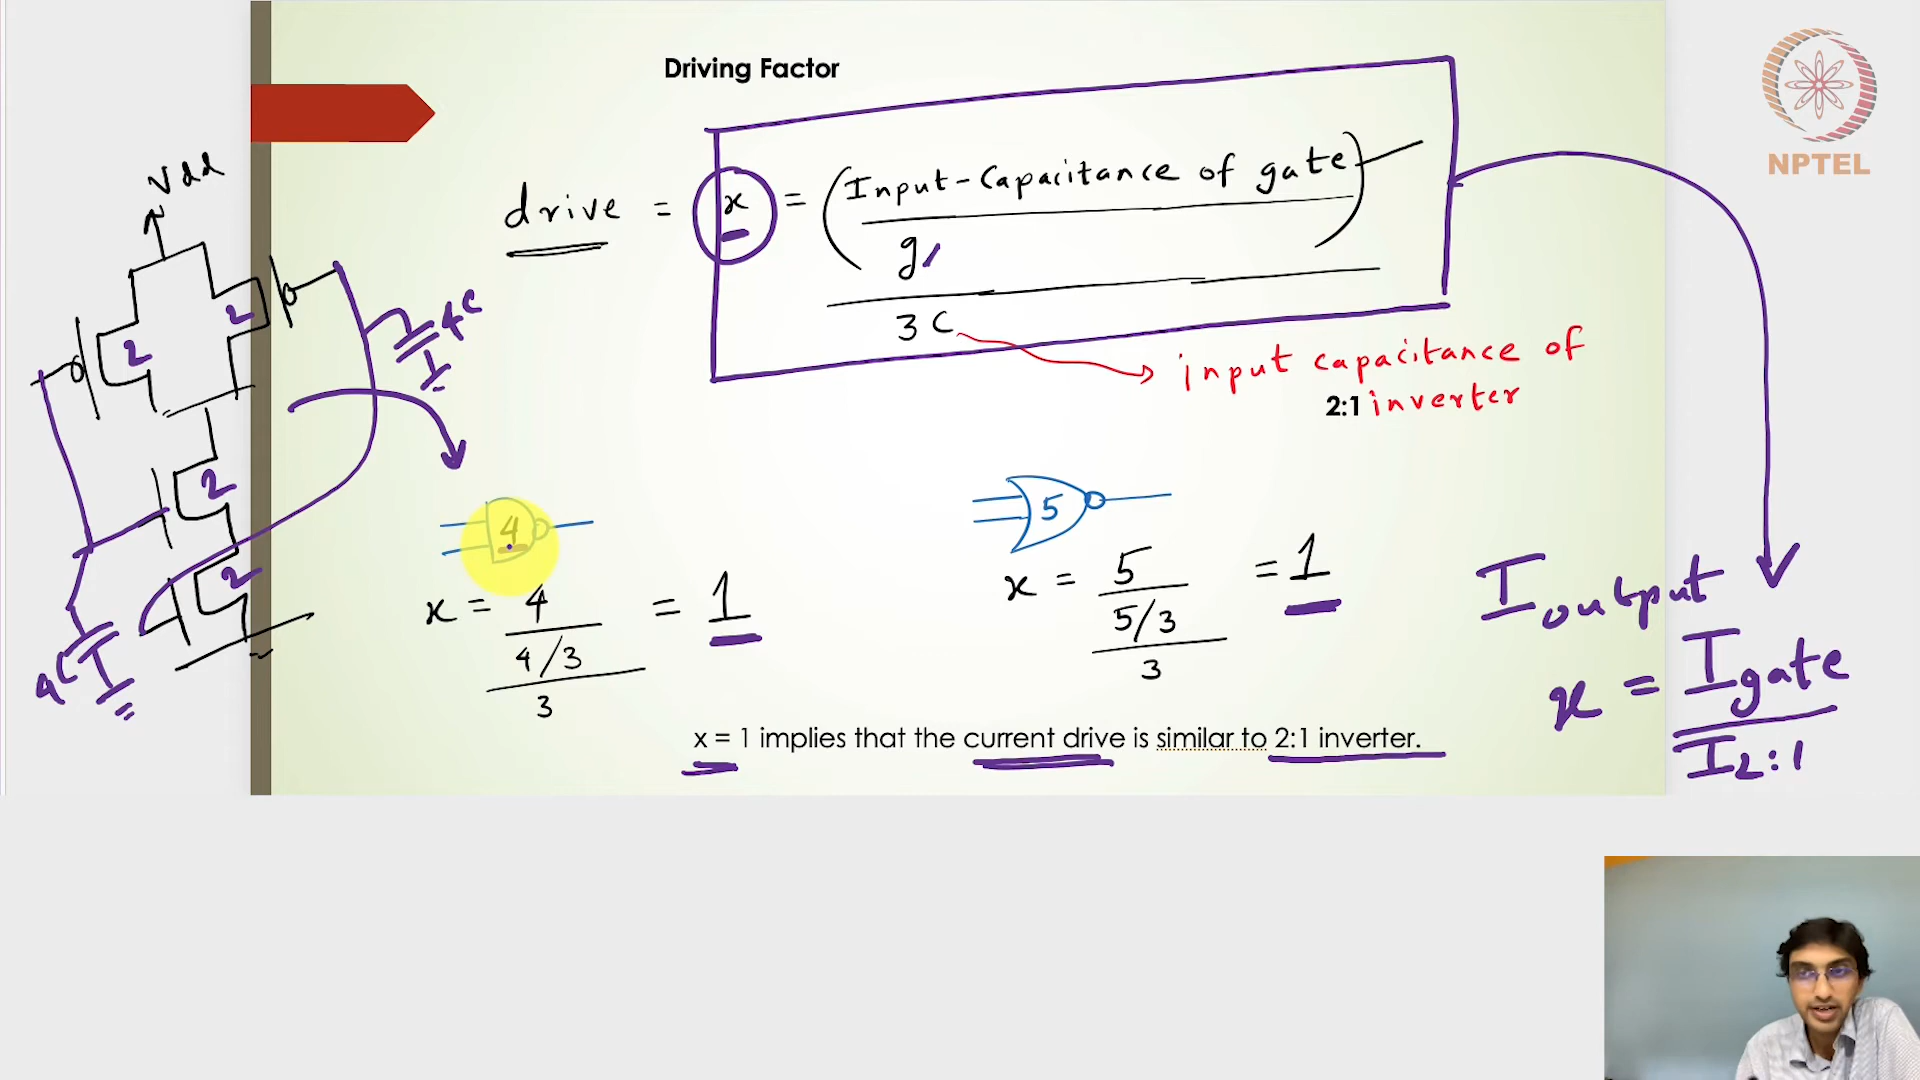 Driving Factor
NPTEL
Vdd
drive = x = (Input-Capacitance of gate / g) / 3C
input capacitance of
2:1 inverter
2
2
4C
2
2
4C
4
x = 4 / (4/3) / 3 = 1
5
x = 5 / (5/3) / 3 = 1
I output
x = I gate / I 2:1
x = 1 implies that the current drive is similar to 2:1 inverter.